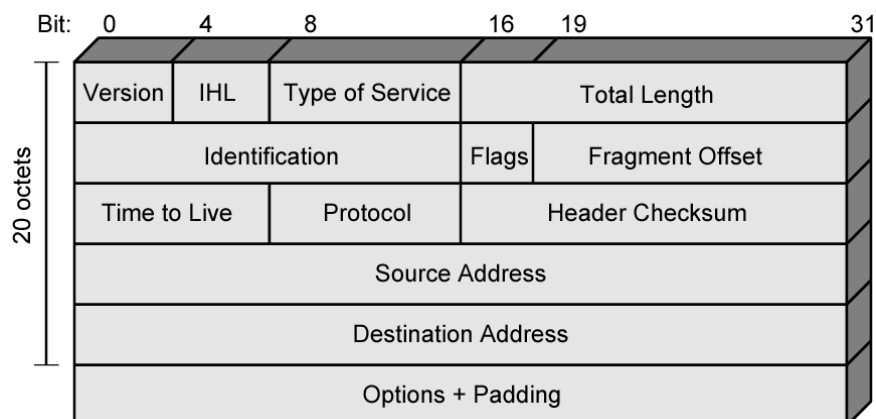 Bit: 0 4 8 16 19 31
Version IHL Type of Service Total Length
Identification Flags Fragment Offset
Time to Live Protocol Header Checksum
Source Address
Destination Address
Options + Padding
20 octets